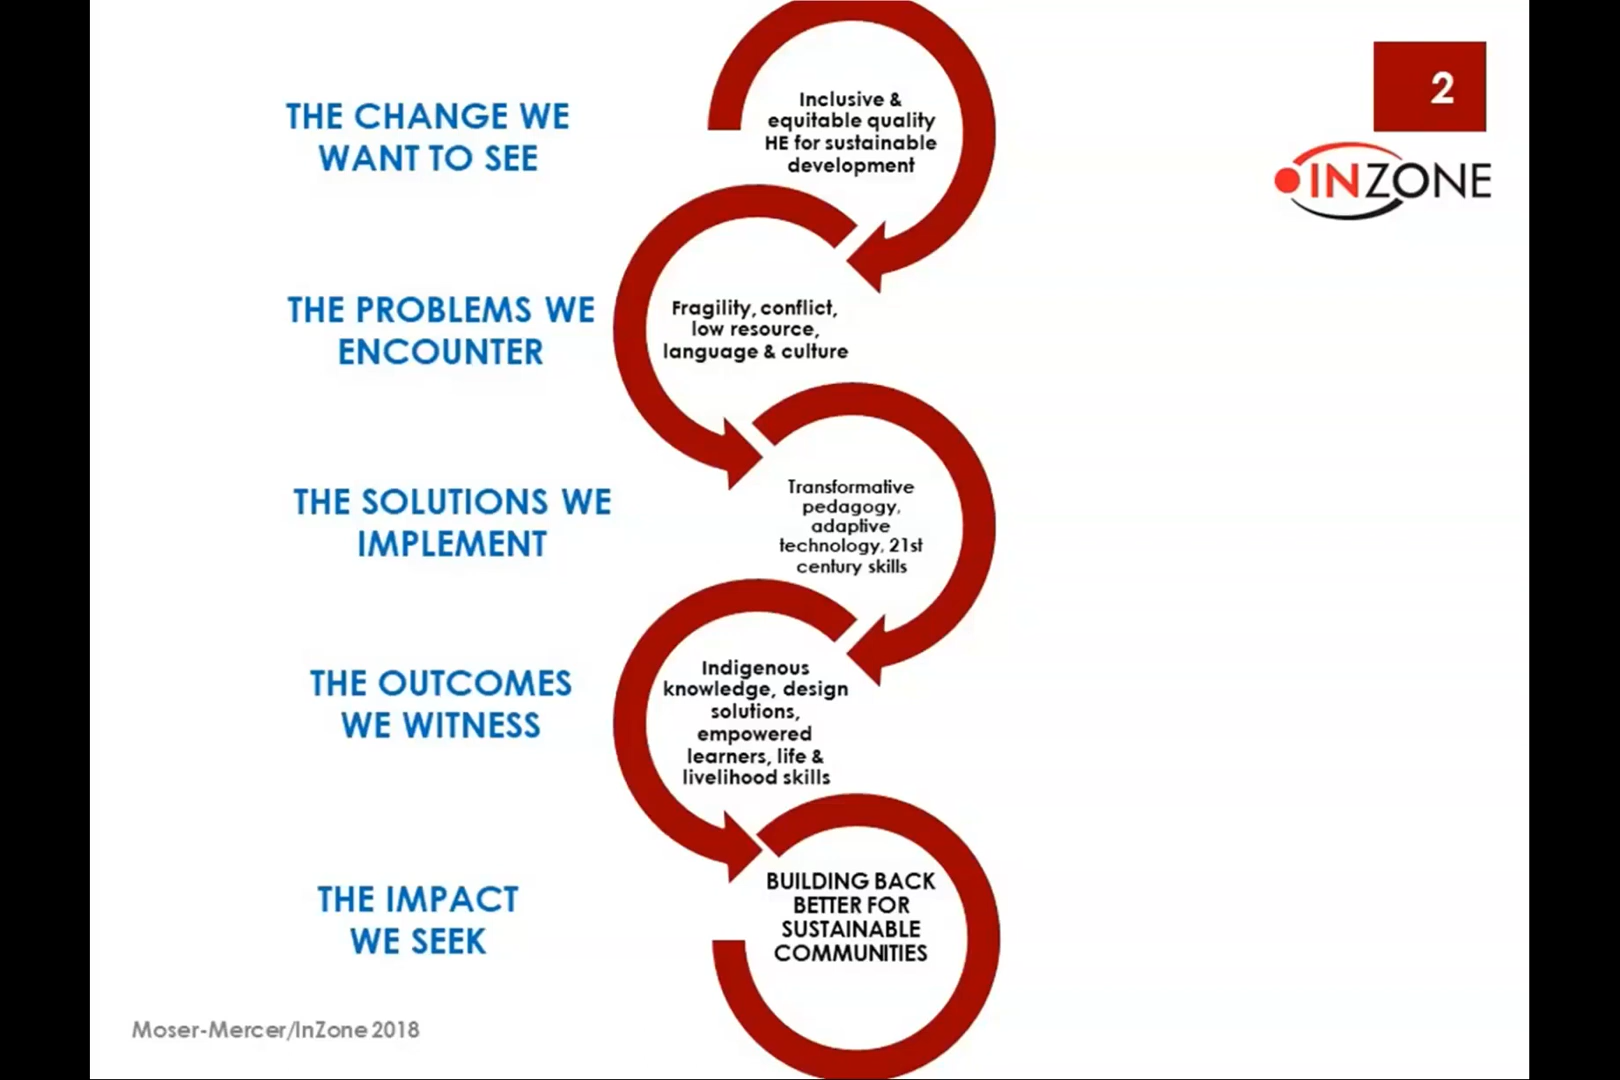 2
INZONE
THE CHANGE WE
WANT TO SEE
Inclusive &
equitable quality
HE for sustainable
development
THE PROBLEMS WE
ENCOUNTER
Fragility, conflict,
low resource,
language & culture
THE SOLUTIONS WE
IMPLEMENT
Transformative
pedagogy,
adaptive
technology, 21st
century skills
THE OUTCOMES
WE WITNESS
Indigenous
knowledge, design
solutions,
empowered
learners, life &
livelihood skills
THE IMPACT
WE SEEK
BUILDING BACK
BETTER FOR
SUSTAINABLE
COMMUNITIES
Moser-Mercer/InZone 2018